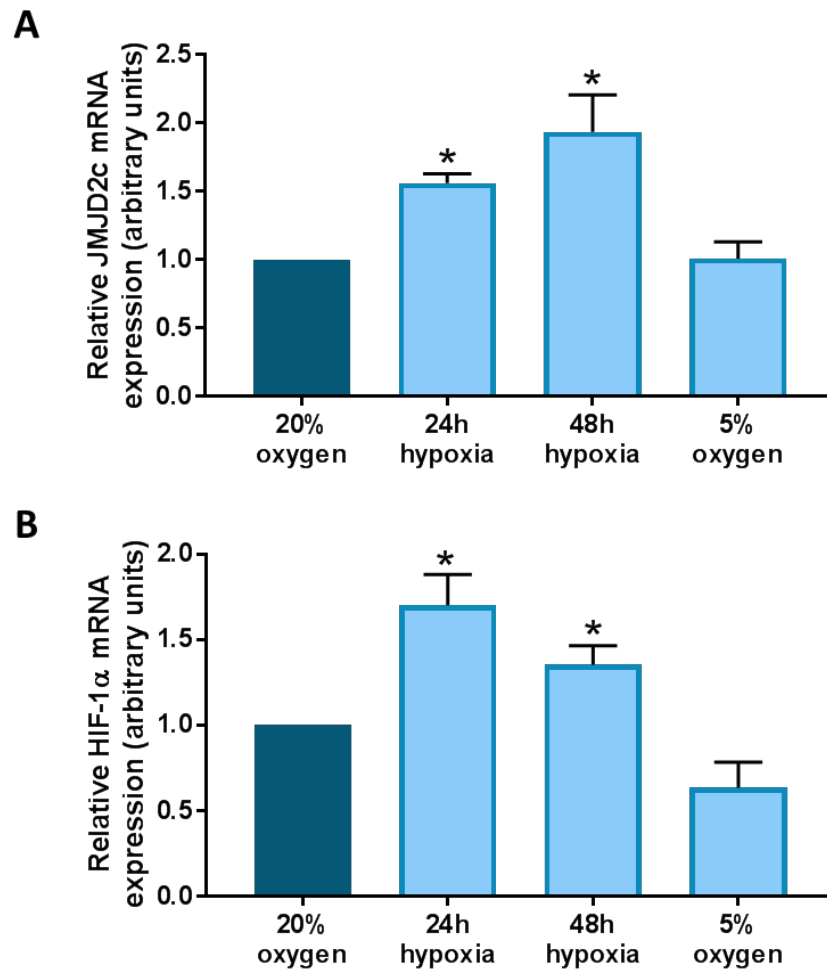 A
Relative JMJD2c mRNA
expression (arbitrary units)
2.5
2.0
1.5
1.0
0.5
0.0
*
*
20%
oxygen
24h
hypoxia
48h
hypoxia
5%
oxygen
B
Relative HIF-1α mRNA
expression (arbitrary units)
2.0
1.5
1.0
0.5
0.0
*
*
20%
oxygen
24h
hypoxia
48h
hypoxia
5%
oxygen